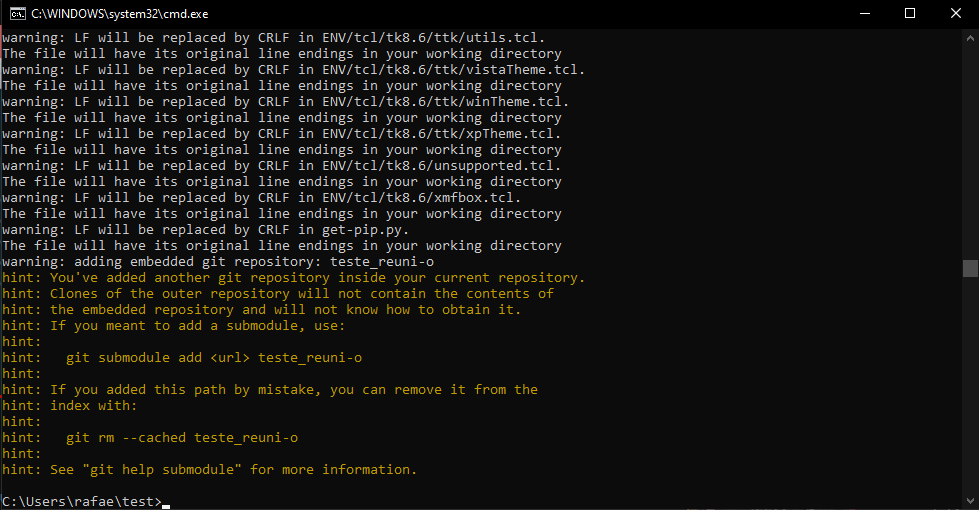 C:\WINDOWS\system32\cmd.exe
warning: LF will be replaced by CRLF in ENV/tcl/tk8.6/ttk/utils.tcl.
The file will have its original line endings in your working directory
warning: LF will be replaced by CRLF in ENV/tcl/tk8.6/ttk/vistaTheme.tcl.
The file will have its original line endings in your working directory
warning: LF will be replaced by CRLF in ENV/tcl/tk8.6/ttk/winTheme.tcl.
The file will have its original line endings in your working directory
warning: LF will be replaced by CRLF in ENV/tcl/tk8.6/ttk/xpTheme.tcl.
The file will have its original line endings in your working directory
warning: LF will be replaced by CRLF in ENV/tcl/tk8.6/unsupported.tcl.
The file will have its original line endings in your working directory
warning: LF will be replaced by CRLF in ENV/tcl/tk8.6/xmfbox.tcl.
The file will have its original line endings in your working directory
warning: LF will be replaced by CRLF in get-pip.py.
The file will have its original line endings in your working directory
warning: adding embedded git repository: teste_reuni-o
hint: You've added another git repository inside your current repository.
hint: Clones of the outer repository will not contain the contents of
hint: the embedded repository and will not know how to obtain it.
hint: If you meant to add a submodule, use:
hint:
hint:   git submodule add <url> teste_reuni-o
hint:
hint: If you added this path by mistake, you can remove it from the
hint: index with:
hint:
hint:   git rm --cached teste_reuni-o
hint:
hint: See "git help submodule" for more information.
C:\Users\rafae\test>